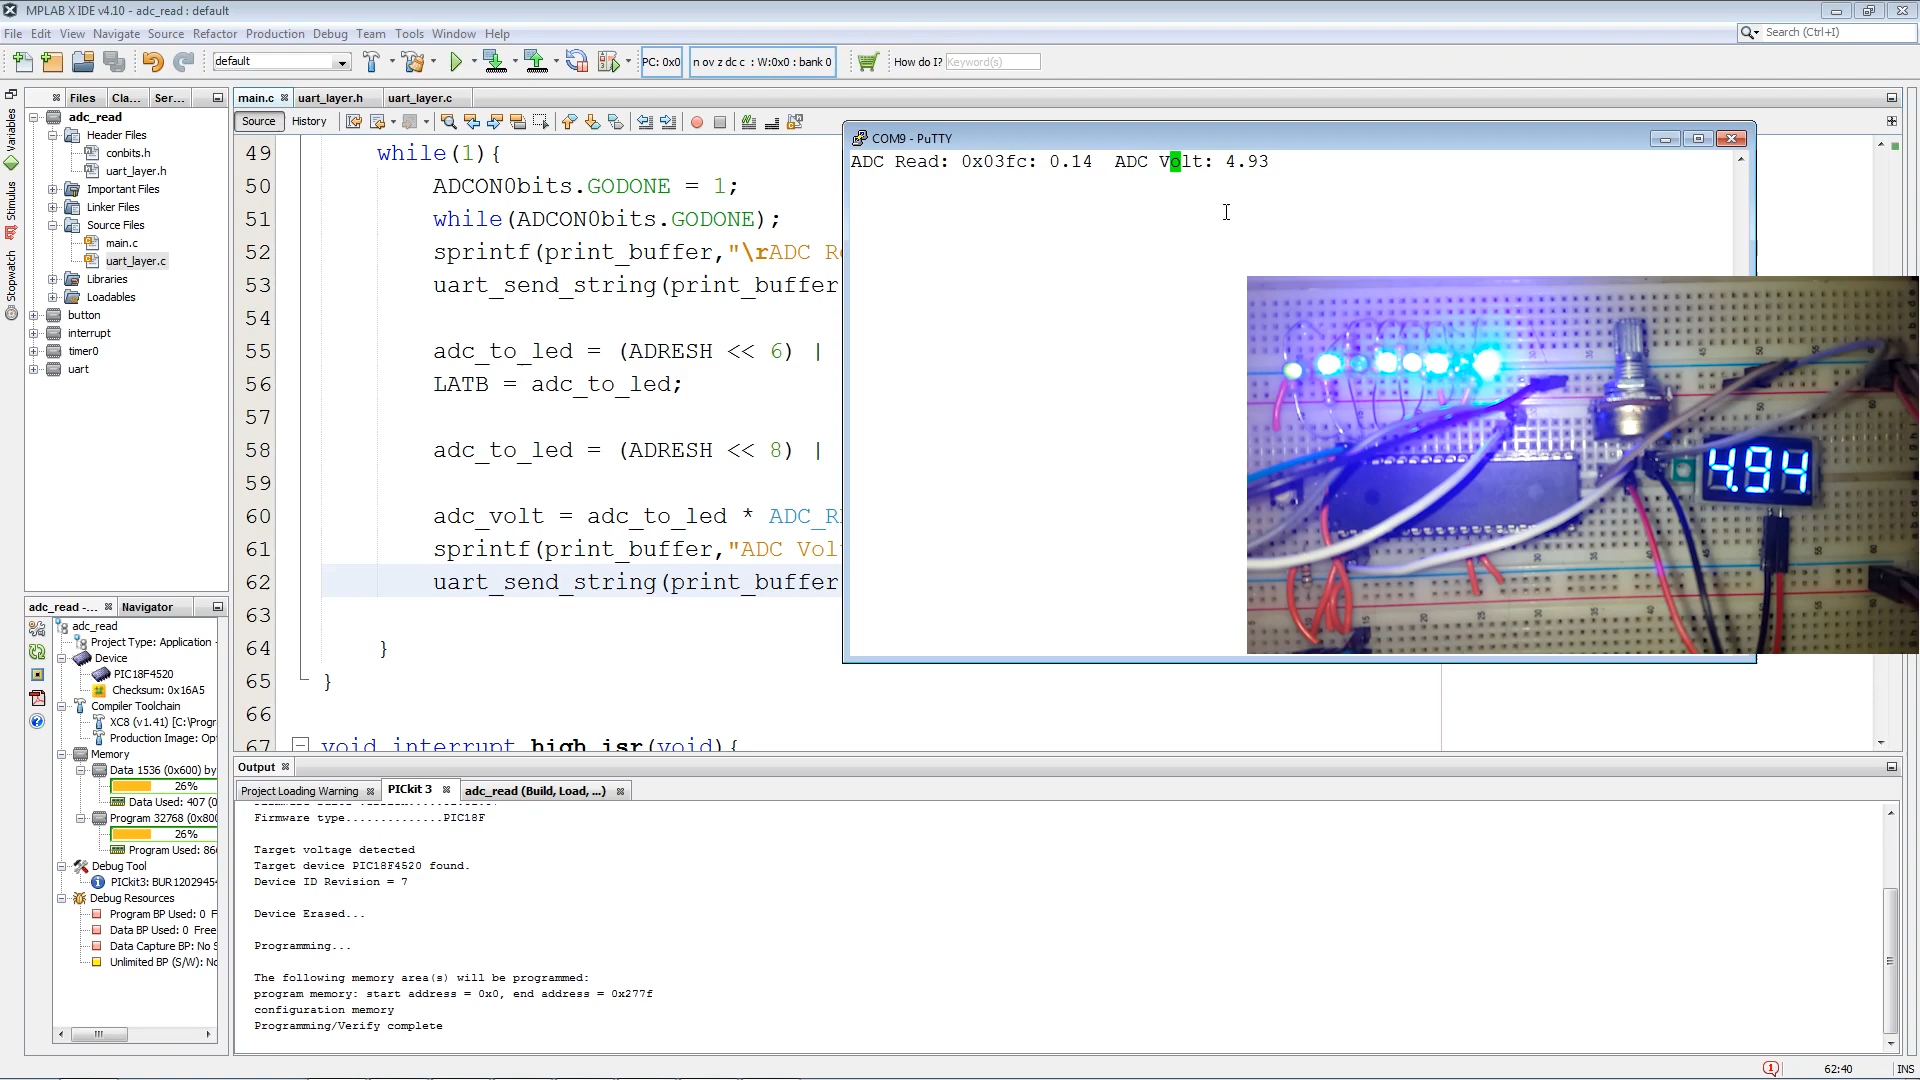 MPLAB X IDE v4.10 - adc_read : default
File Edit View Navigate Source Refactor Production Debug Team Tools Window Help
Search (Ctrl+I)
default
PC: 0x0
n ov z dc c : W:0x0 : bank 0
How do I? Keyword(s)
Files Cla... Ser...
main.c uart_layer.h uart_layer.c
Source History
Variables
Stimulus
Stopwatch
adc_read
Header Files
conbits.h
uart_layer.h
Important Files
Linker Files
Source Files
main.c
uart_layer.c
Libraries
Loadables
button
interrupt
timer0
uart
49 while(1){
50 ADCON0bits.GODONE = 1;
51 while(ADCON0bits.GODONE);
52 sprintf(print_buffer,"\rADC R
53 uart_send_string(print_buffer
54
55 adc_to_led = (ADRESH << 6) |
56 LATB = adc_to_led;
57
58 adc_to_led = (ADRESH << 8) |
59
60 adc_volt = adc_to_led * ADC_R
61 sprintf(print_buffer,"ADC Vol
62 uart_send_string(print_buffer
63
64 }
65 }
66
67 void interrupt high_isr(void){
COM9 - PuTTY
ADC Read: 0x03fc: 0.14 ADC Volt: 4.93
4.94
adc_read -... Navigator
adc_read
Project Type: Application -
Device
PIC18F4520
Checksum: 0x16A5
Compiler Toolchain
XC8 (v1.41) [C:\Progr
Production Image: Op
Memory
Data 1536 (0x600) by
26%
Data Used: 407 (0
Program 32768 (0x800
26%
Program Used: 86
Debug Tool
PICkit3: BUR12029454
Debug Resources
Program BP Used: 0 F
Data BP Used: 0 Free
Data Capture BP: No S
Unlimited BP (S/W): No
Output
Project Loading Warning PICkit 3 adc_read (Build, Load, ...)
Firmware type..............PIC18F
Target voltage detected
Target device PIC18F4520 found.
Device ID Revision = 7
Device Erased...
Programming...
The following memory area(s) will be programmed:
program memory: start address = 0x0, end address = 0x277f
configuration memory
Programming/Verify complete
62:40 INS